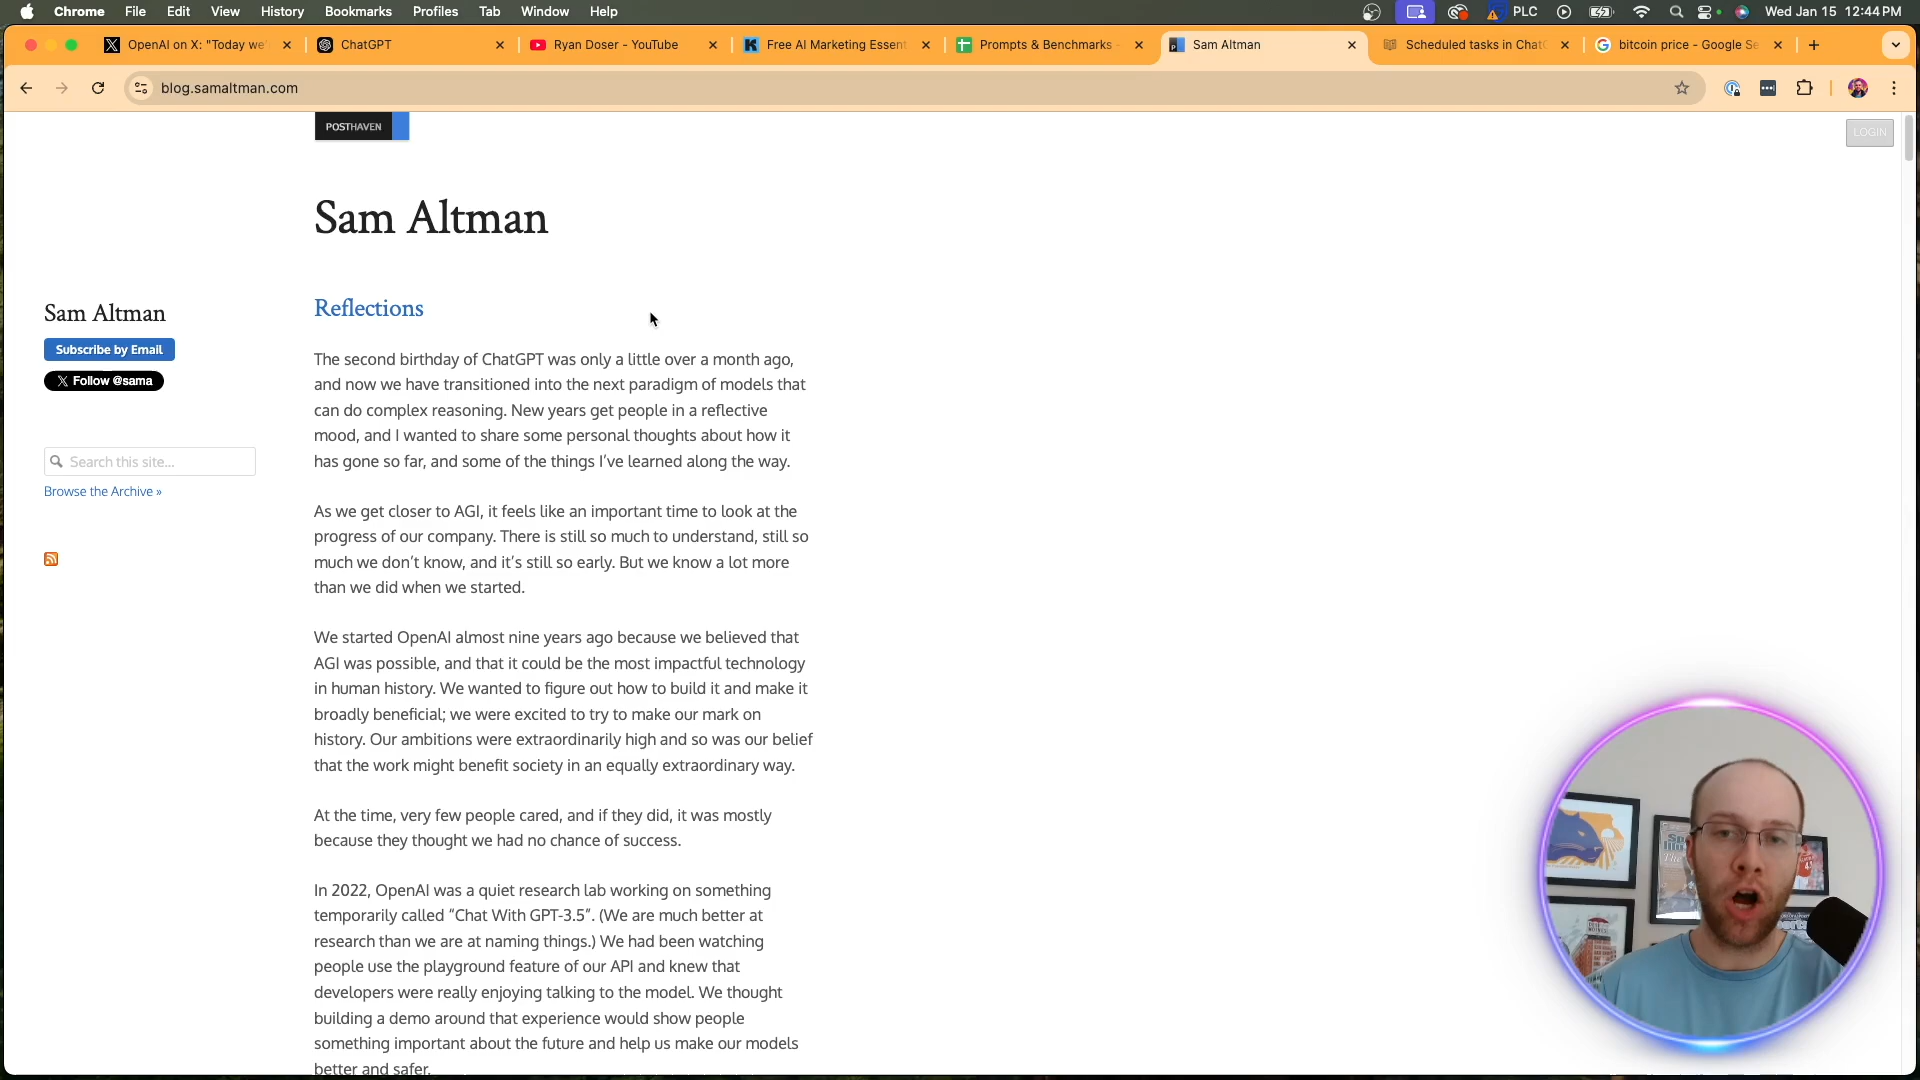 Chrome File Edit View History Bookmarks Profiles Tab Window Help PLC Wed Jan 15 12:44 PM
OpenAI on X: "Today we' ChatGPT Ryan Doser - YouTube Free AI Marketing Essent Prompts & Benchmarks - Sam Altman Scheduled tasks in ChatG bitcoin price - Google Se
blog.samaltman.com
POSTHAVEN
LOGIN
Sam Altman
Sam Altman
Subscribe by Email
Follow @sama
Search this site...
Browse the Archive »
Reflections
The second birthday of ChatGPT was only a little over a month ago,
and now we have transitioned into the next paradigm of models that
can do complex reasoning. New years get people in a reflective
mood, and I wanted to share some personal thoughts about how it
has gone so far, and some of the things I’ve learned along the way.
As we get closer to AGI, it feels like an important time to look at the
progress of our company. There is still so much to understand, still so
much we don’t know, and it’s still so early. But we know a lot more
than we did when we started.
We started OpenAI almost nine years ago because we believed that
AGI was possible, and that it could be the most impactful technology
in human history. We wanted to figure out how to build it and make it
broadly beneficial; we were excited to try to make our mark on
history. Our ambitions were extraordinarily high and so was our belief
that the work might benefit society in an equally extraordinary way.
At the time, very few people cared, and if they did, it was mostly
because they thought we had no chance of success.
In 2022, OpenAI was a quiet research lab working on something
temporarily called “Chat With GPT-3.5”. (We are much better at
research than we are at naming things.) We had been watching
people use the playground feature of our API and knew that
developers were really enjoying talking to the model. We thought
building a demo around that experience would show people
something important about the future and help us make our models
better and safer.